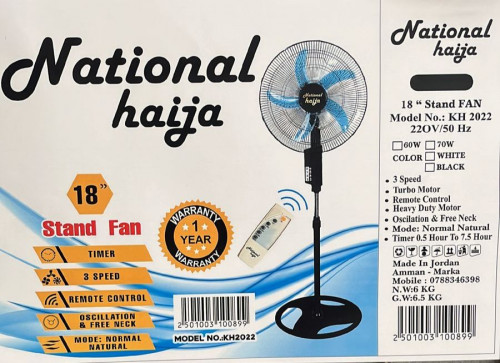 National
haija
18"
Stand Fan
TIMER
3 SPEED
REMOTE CONTROL
OSCILLATION
& FREE NECK
MODE: NORMAL
NATURAL
WARRANTY
1
YEAR
WARRANTY
2 501003 100899
MODEL NO.:KH2022
National
haija
National
haija
18 “ Stand FAN
Model No.: KH 2022
22OV/50 Hz
60W 70W
COLOR WHITE
BLACK
• 3 Speed
• Turbo Motor
• Remote Control
• Heavy Duty Motor
• Oscilation & Free Neck
• Mode: Normal Natural
• Timer 0.5 Hour To 7.5 Hour
Made In Jordan
Amman - Marka
Mobile : 0788346398
N.W:6 KG
G.W:6.5 KG
2 501003 100899